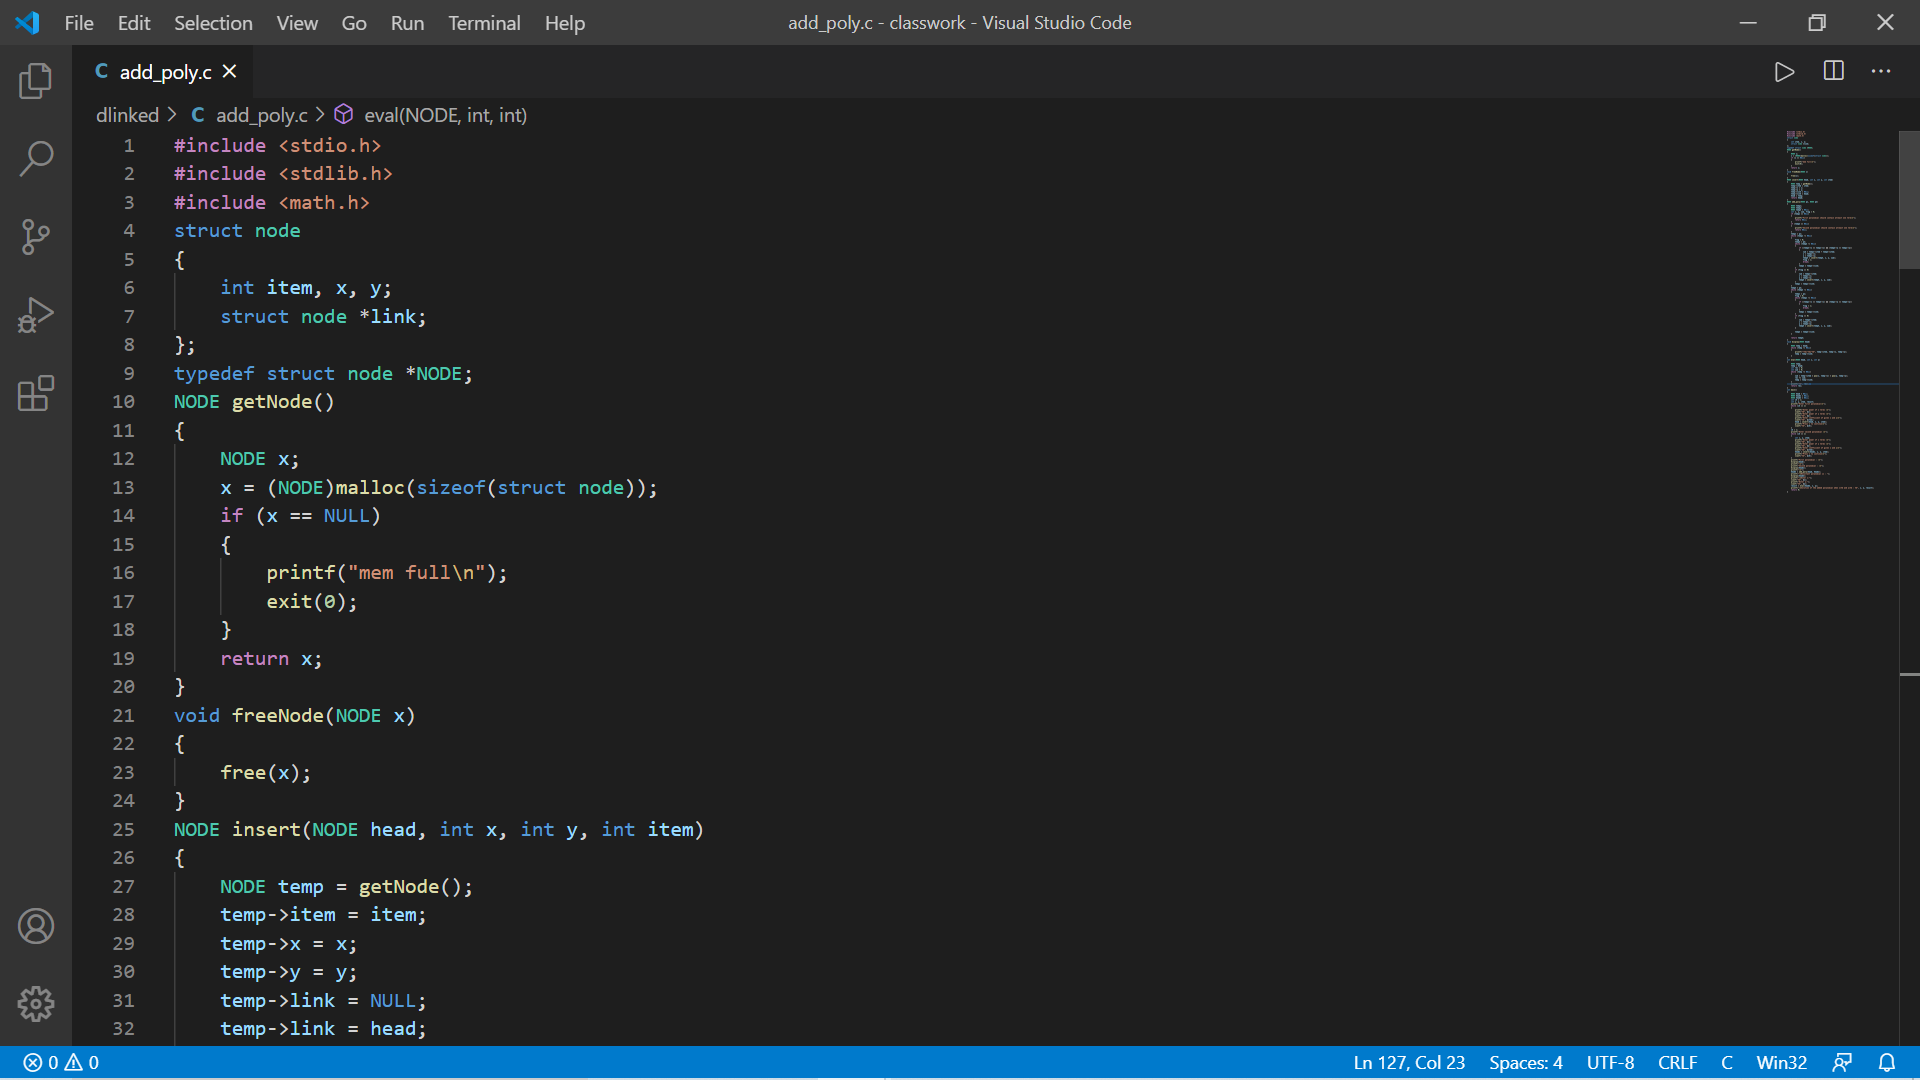 File Edit Selection View Go Run Terminal Help add_poly.c - classwork - Visual Studio Code
C add_poly.c
dlinked > C add_poly.c > eval(NODE, int, int)
1 #include <stdio.h>
2 #include <stdlib.h>
3 #include <math.h>
4 struct node
5 {
6     int item, x, y;
7     struct node *link;
8 };
9 typedef struct node *NODE;
10 NODE getNode()
11 {
12     NODE x;
13     x = (NODE)malloc(sizeof(struct node));
14     if (x == NULL)
15     {
16         printf("mem full\n");
17         exit(0);
18     }
19     return x;
20 }
21 void freeNode(NODE x)
22 {
23     free(x);
24 }
25 NODE insert(NODE head, int x, int y, int item)
26 {
27     NODE temp = getNode();
28     temp->item = item;
29     temp->x = x;
30     temp->y = y;
31     temp->link = NULL;
32     temp->link = head;
0 0 Ln 127, Col 23 Spaces: 4 UTF-8 CRLF C Win32